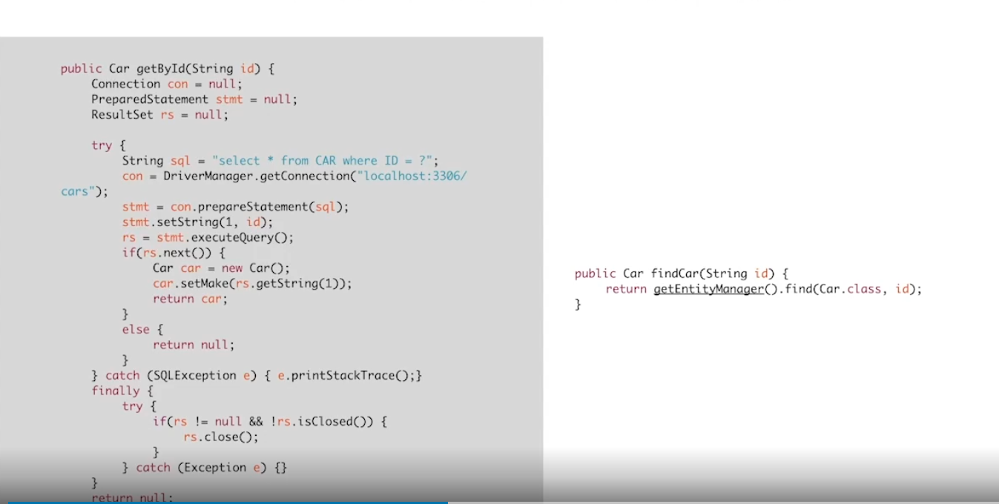 public Car getById(String id) {
Connection con = null;
PreparedStatement stmt = null;
ResultSet rs = null;
try {
String sql = "select * from CAR where ID = ?";
con = DriverManager.getConnection("localhost:3306/
cars");
stmt = con.prepareStatement(sql);
stmt.setString(1, id);
rs = stmt.executeQuery();
if(rs.next()) {
Car car = new Car();
car.setMake(rs.getString(1));
return car;
}
else {
return null;
}
} catch (SQLException e) { e.printStackTrace();}
finally {
try {
if(rs != null && !rs.isClosed()) {
rs.close();
}
} catch (Exception e) {}
}
return null;
public Car findCar(String id) {
return getEntityManager().find(Car.class, id);
}